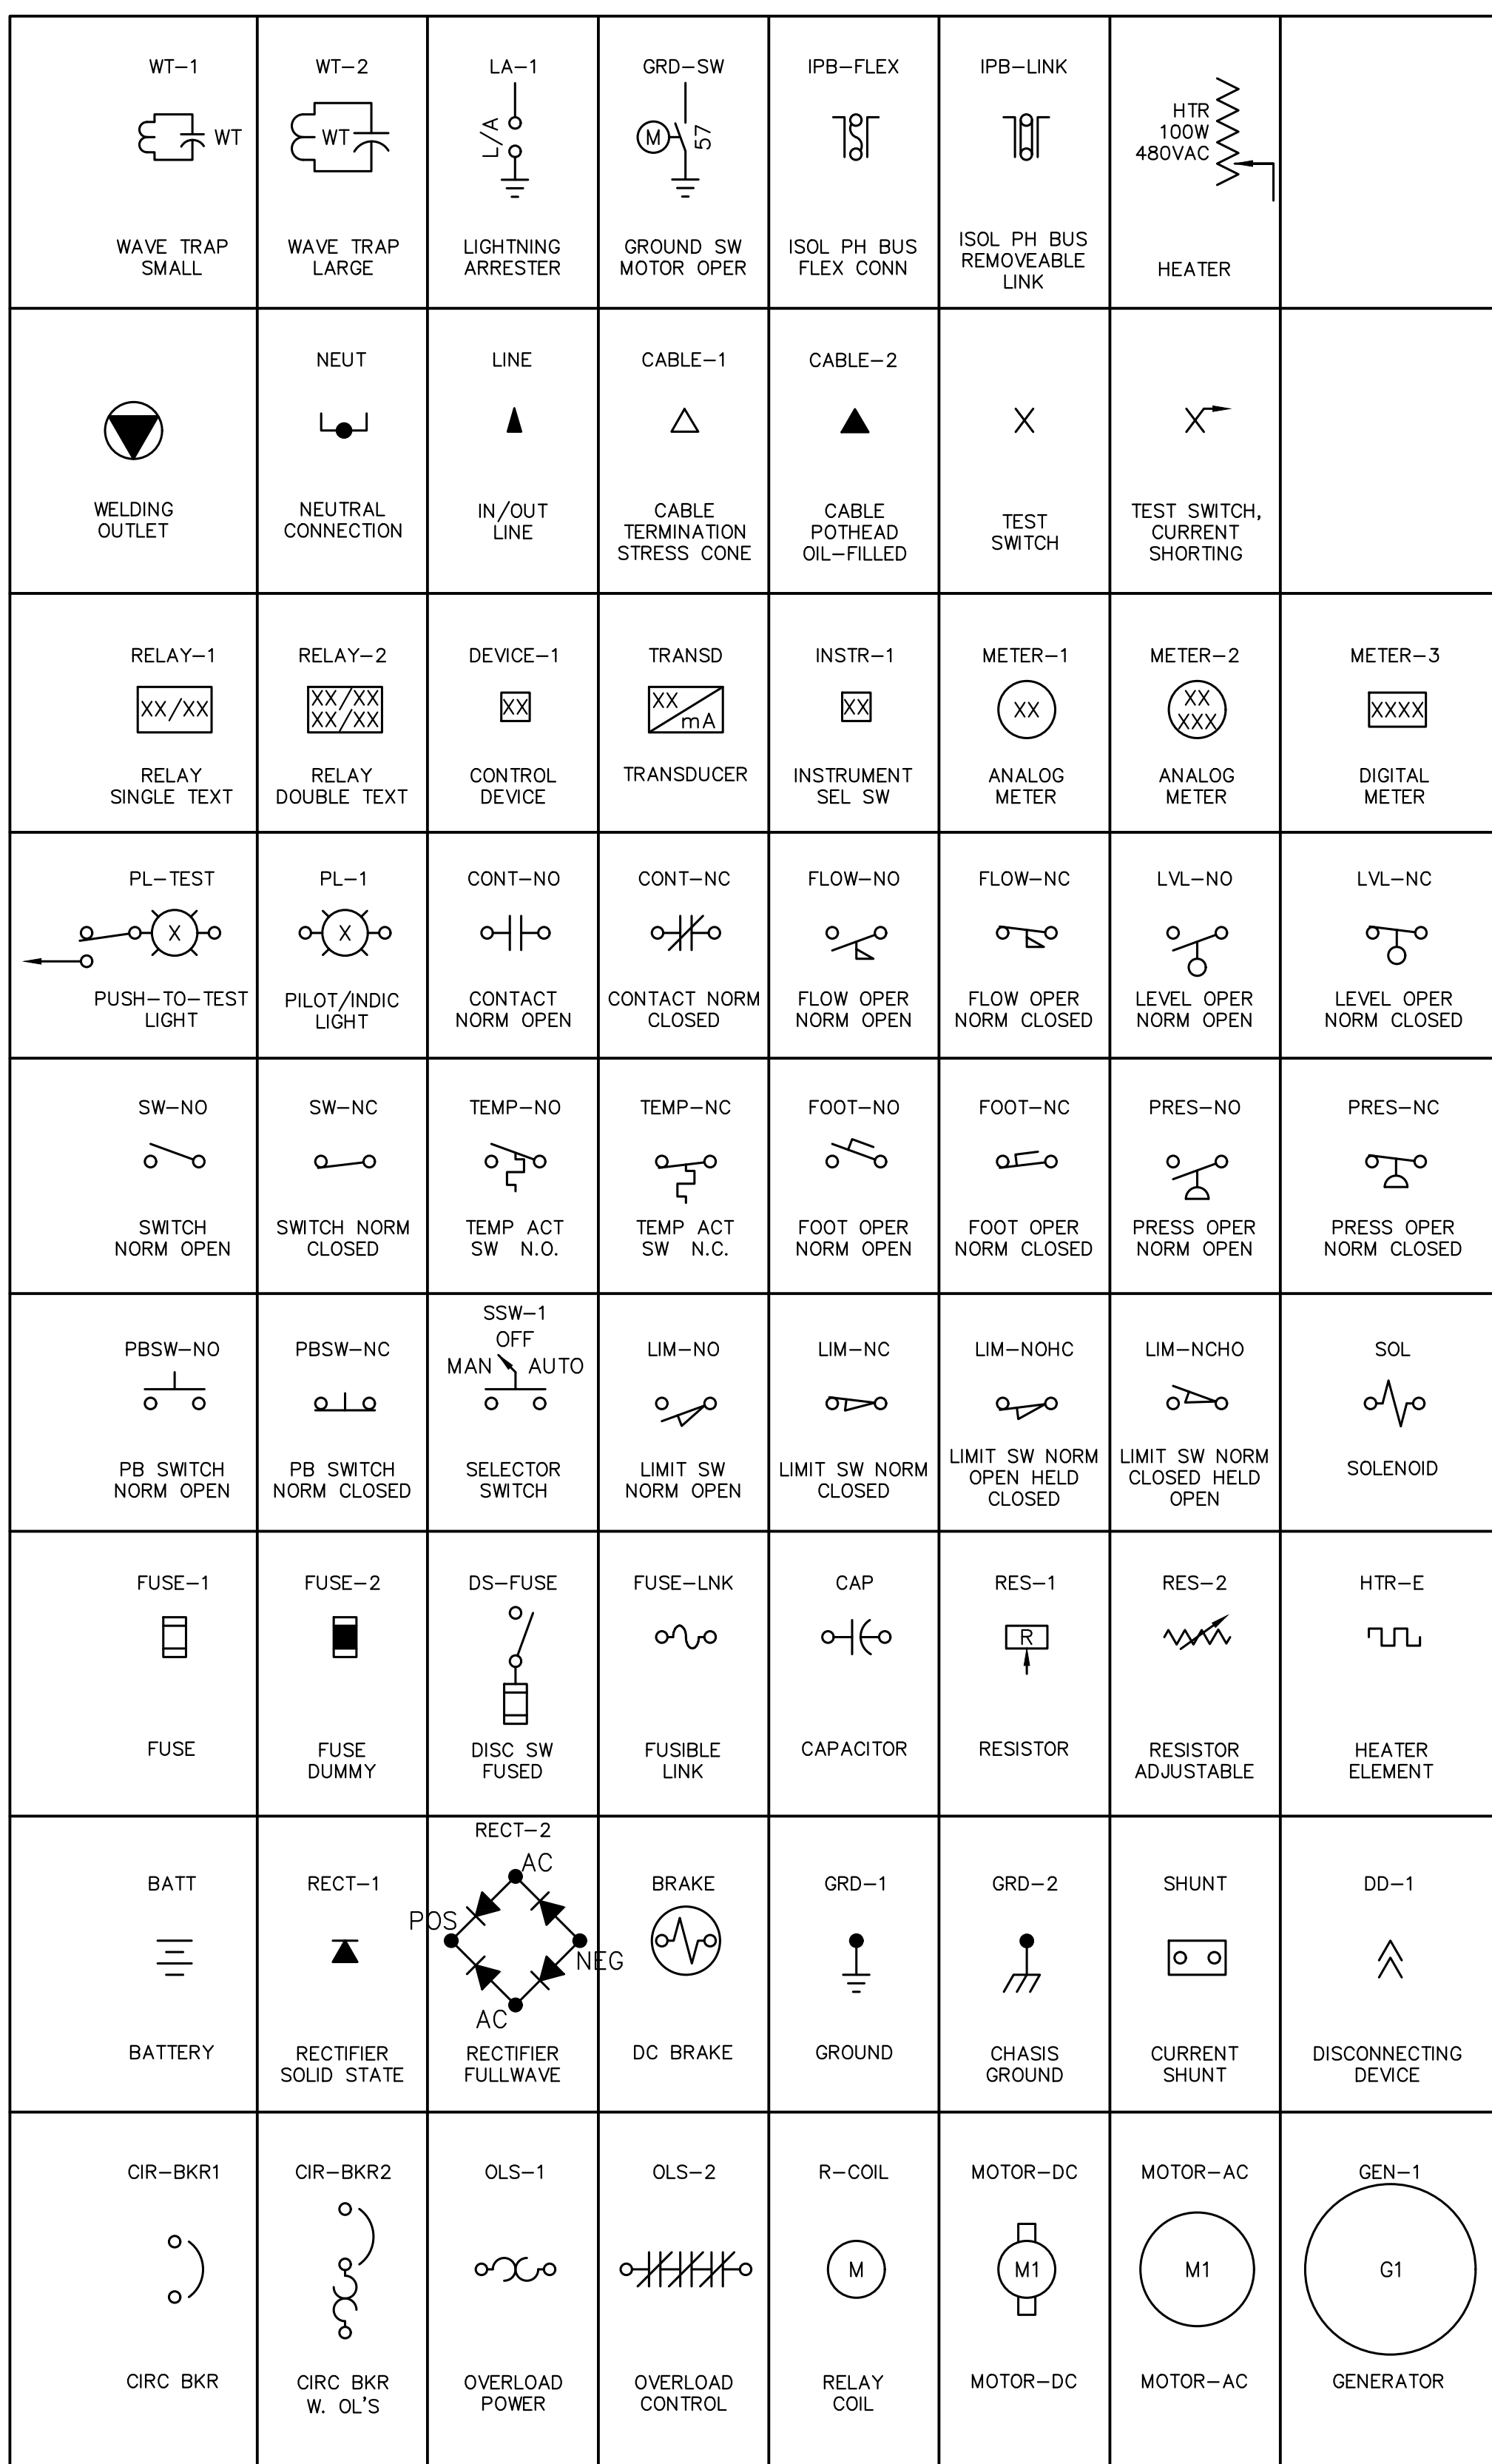 WT-1
WT
WAVE TRAP
SMALL
WT-2
WT
WAVE TRAP
LARGE
LA-1
L/A
LIGHTNING
ARRESTER
GRD-SW
M
57
GROUND SW
MOTOR OPER
IPB-FLEX
ISOL PH BUS
FLEX CONN
IPB-LINK
ISOL PH BUS
REMOVEABLE
LINK
HTR
100W
480VAC
HEATER
WELDING
OUTLET
NEUT
NEUTRAL
CONNECTION
LINE
IN/OUT
LINE
CABLE-1
CABLE
TERMINATION
STRESS CONE
CABLE-2
CABLE
POTHEAD
OIL-FILLED
TEST
SWITCH
TEST SWITCH,
CURRENT
SHORTING
RELAY-1
XX/XX
RELAY
SINGLE TEXT
RELAY-2
XX/XX
XX/XX
RELAY
DOUBLE TEXT
DEVICE-1
XX
CONTROL
DEVICE
TRANSD
XX
mA
TRANSDUCER
INSTR-1
XX
INSTRUMENT
SEL SW
METER-1
XX
ANALOG
METER
METER-2
XX
XXX
ANALOG
METER
METER-3
XXXX
DIGITAL
METER
PL-TEST
X
PUSH-TO-TEST
LIGHT
PL-1
X
PILOT/INDIC
LIGHT
CONT-NO
CONTACT
NORM OPEN
CONT-NC
CONTACT NORM
CLOSED
FLOW-NO
FLOW OPER
NORM OPEN
FLOW-NC
FLOW OPER
NORM CLOSED
LVL-NO
LEVEL OPER
NORM OPEN
LVL-NC
LEVEL OPER
NORM CLOSED
SW-NO
SWITCH
NORM OPEN
SW-NC
SWITCH NORM
CLOSED
TEMP-NO
TEMP ACT
SW N.O.
TEMP-NC
TEMP ACT
SW N.C.
FOOT-NO
FOOT OPER
NORM OPEN
FOOT-NC
FOOT OPER
NORM CLOSED
PRES-NO
PRESS OPER
NORM OPEN
PRES-NC
PRESS OPER
NORM CLOSED
PBSW-NO
PB SWITCH
NORM OPEN
PBSW-NC
PB SWITCH
NORM CLOSED
SSW-1
OFF
MAN AUTO
SELECTOR
SWITCH
LIM-NO
LIMIT SW
NORM OPEN
LIM-NC
LIMIT SW NORM
CLOSED
LIM-NOHC
LIMIT SW NORM
OPEN HELD
CLOSED
LIM-NCHO
LIMIT SW NORM
CLOSED HELD
OPEN
SOL
SOLENOID
FUSE-1
FUSE
FUSE-2
FUSE
DUMMY
DS-FUSE
DISC SW
FUSED
FUSE-LNK
FUSIBLE
LINK
CAP
CAPACITOR
RES-1
R
RESISTOR
RES-2
RESISTOR
ADJUSTABLE
HTR-E
HEATER
ELEMENT
BATT
BATTERY
RECT-1
RECTIFIER
SOLID STATE
RECT-2
AC
POS
NEG
AC
RECTIFIER
FULLWAVE
BRAKE
DC BRAKE
GRD-1
GROUND
GRD-2
CHASIS
GROUND
SHUNT
CURRENT
SHUNT
DD-1
DISCONNECTING
DEVICE
CIR-BKR1
CIRC BKR
CIR-BKR2
CIRC BKR
W. OL'S
OLS-1
OVERLOAD
POWER
OLS-2
OVERLOAD
CONTROL
R-COIL
M
RELAY
COIL
MOTOR-DC
M1
MOTOR-DC
MOTOR-AC
M1
MOTOR-AC
GEN-1
G1
GENERATOR